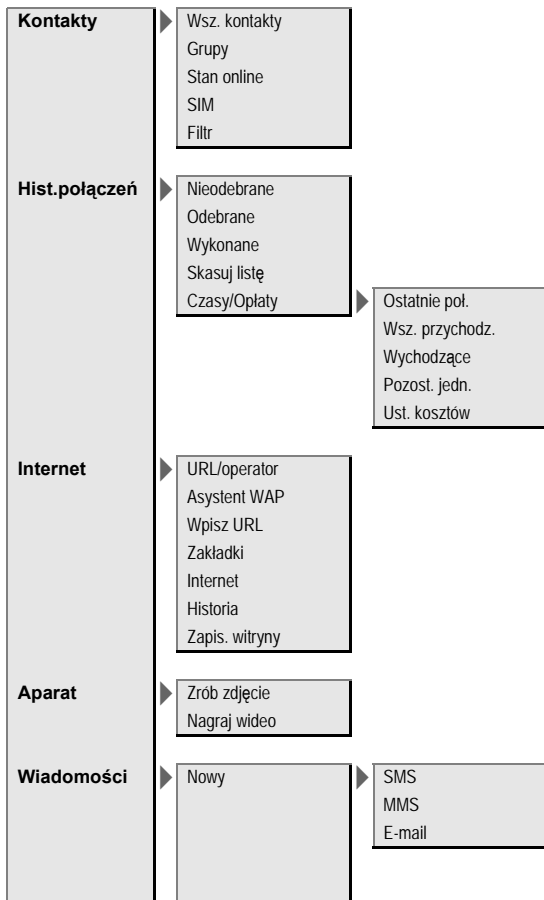 Kontakty
Wsz. kontakty
Grupy
Stan online
SIM
Filtr
Hist.połączeń
Nieodebrane
Odebrane
Wykonane
Skasuj listę
Czasy/Opłaty
Ostatnie poł.
Wsz. przychodz.
Wychodzące
Pozost. jedn.
Ust. kosztów
Internet
URL/operator
Asystent WAP
Wpisz URL
Zakładki
Internet
Historia
Zapis. witryny
Aparat
Zrób zdjęcie
Nagraj wideo
Wiadomości
Nowy
SMS
MMS
E-mail